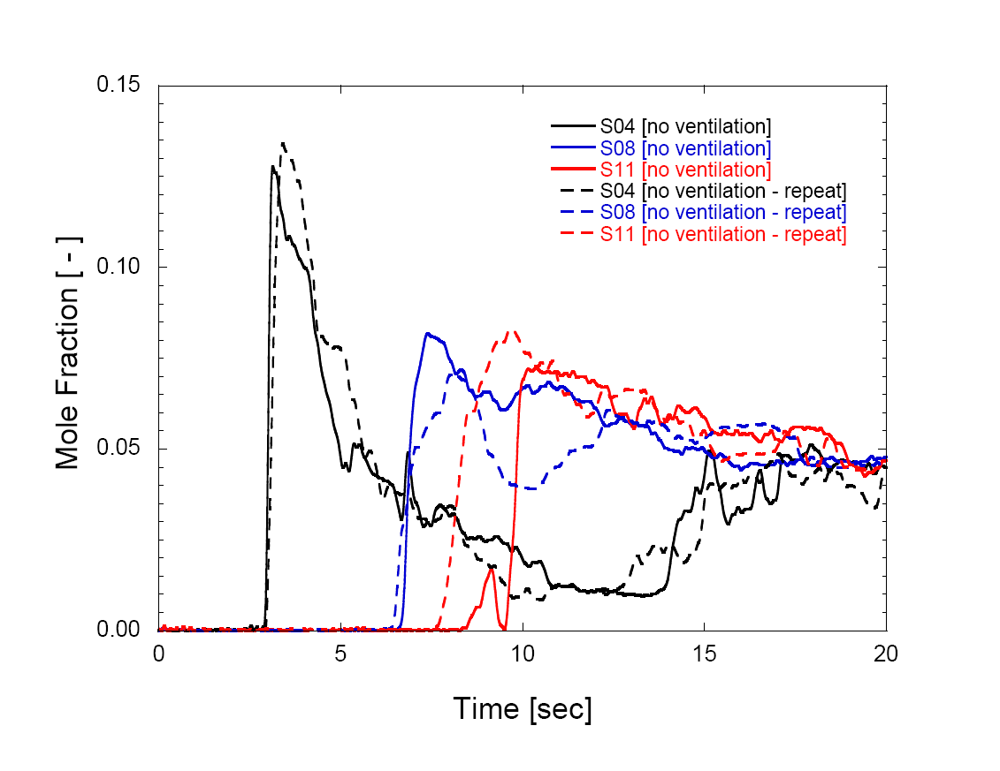 0.15
S04 [no ventilation]
S08 [no ventilation]
S11 [no ventilation]
S04 [no ventilation - repeat]
S08 [no ventilation - repeat]
S11 [no ventilation - repeat]
0.10
Mole Fraction [ - ]
0.05
0.00
0 5 10 15 20
Time [sec]